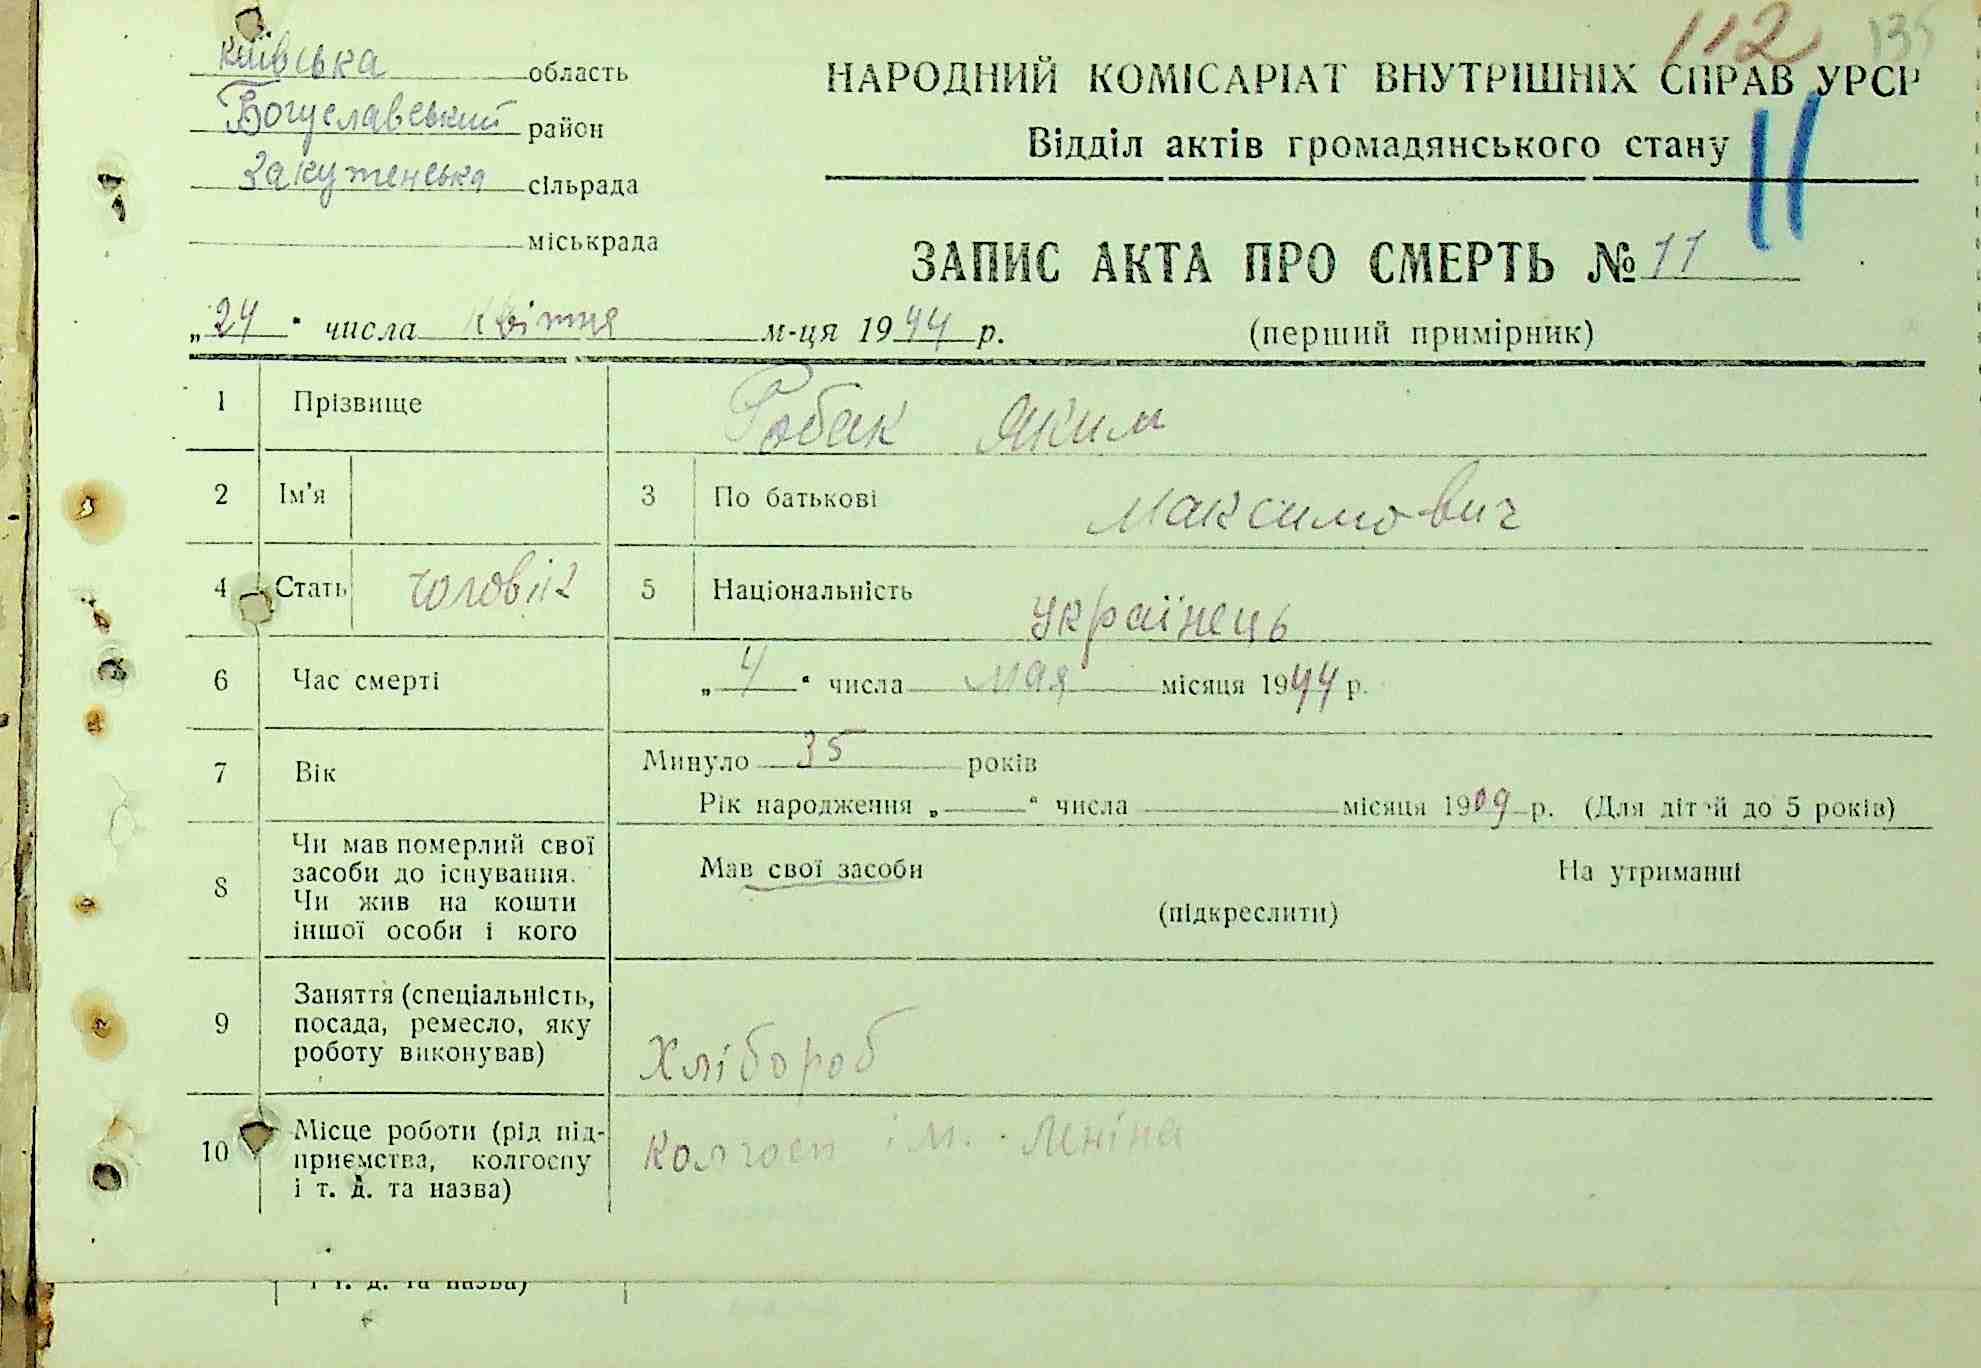 112 135
київська область
НАРОДНИЙ КОМІСАРІАТ ВНУТРІШНІХ СПРАВ УРСР
Богуславський район
Відділ актів громадянського стану
11
Закутенська сільрада
міськрада
ЗАПИС АКТА ПРО СМЕРТЬ № 11
„24“ числа квітня м-ця 1944 р.
(перший примірник)
1 Прізвище Робак Яким
2 Ім'я 3 По батькові Максимович
4 Стать чоловік 5 Національність українець
6 Час смерті „4“ числа мая місяця 1944 р.
7 Вік Минуло 35 років
Рік народження „—“ числа місяця 1909 р. (Для дітей до 5 років)
8 Чи мав померлий свої
засоби до існування.
Чи жив на кошти
іншої особи і кого
Мав свої засоби На утриманні
(підкреслити)
9 Заняття (спеціальність,
посада, ремесло, яку
роботу виконував)
Хлібороб
10 Місце роботи (рід під-
приємства, колгоспу
і т. д. та назва)
Колгосп ім. Леніна
і т. д. та назва)